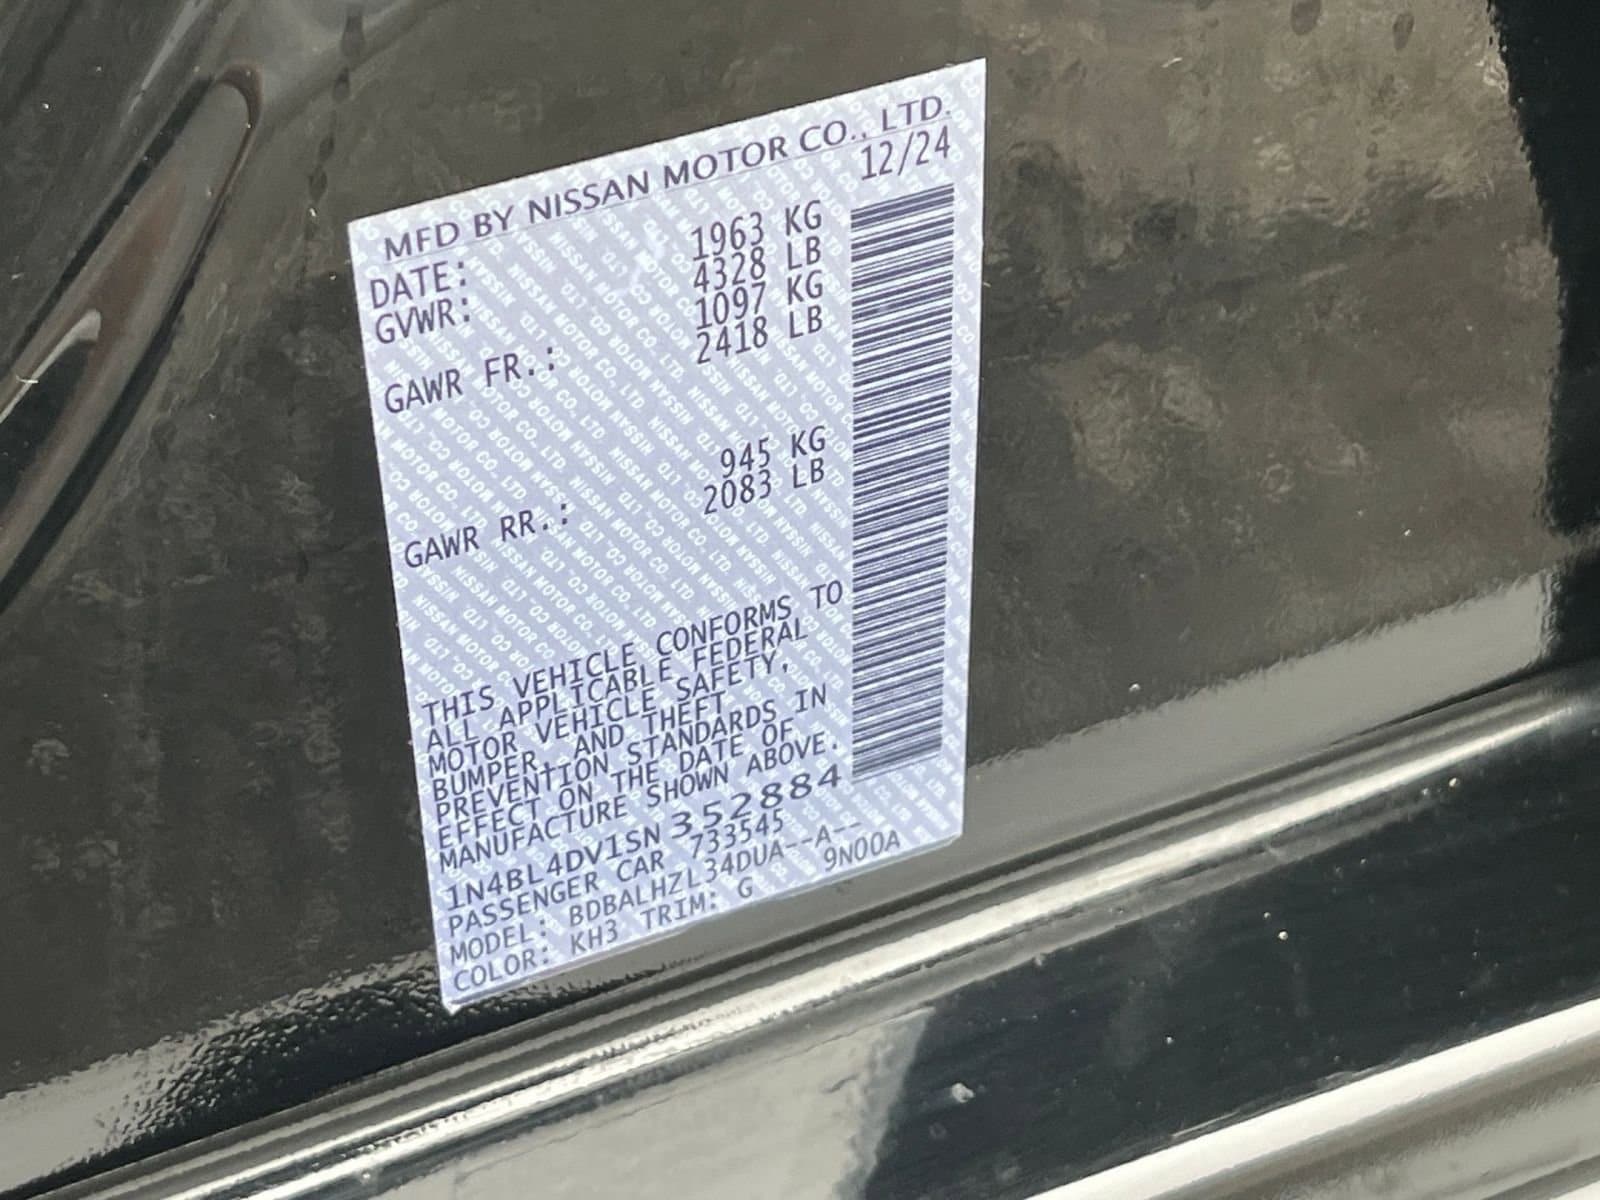 MFD BY NISSAN MOTOR CO., LTD.
DATE: 12/24
GVWR: 1963 KG
4328 LB
GAWR FR.: 1097 KG
2418 LB
GAWR RR.: 945 KG
2083 LB
THIS VEHICLE CONFORMS TO
ALL APPLICABLE FEDERAL
MOTOR VEHICLE SAFETY,
BUMPER, AND THEFT
PREVENTION STANDARDS IN
EFFECT ON THE DATE OF
MANUFACTURE SHOWN ABOVE.
1N4BL4DV1SN352884
PASSENGER CAR 733545
MODEL: BDBALHZL34DUA--A--
COLOR: KH3 TRIM: G 9N00A